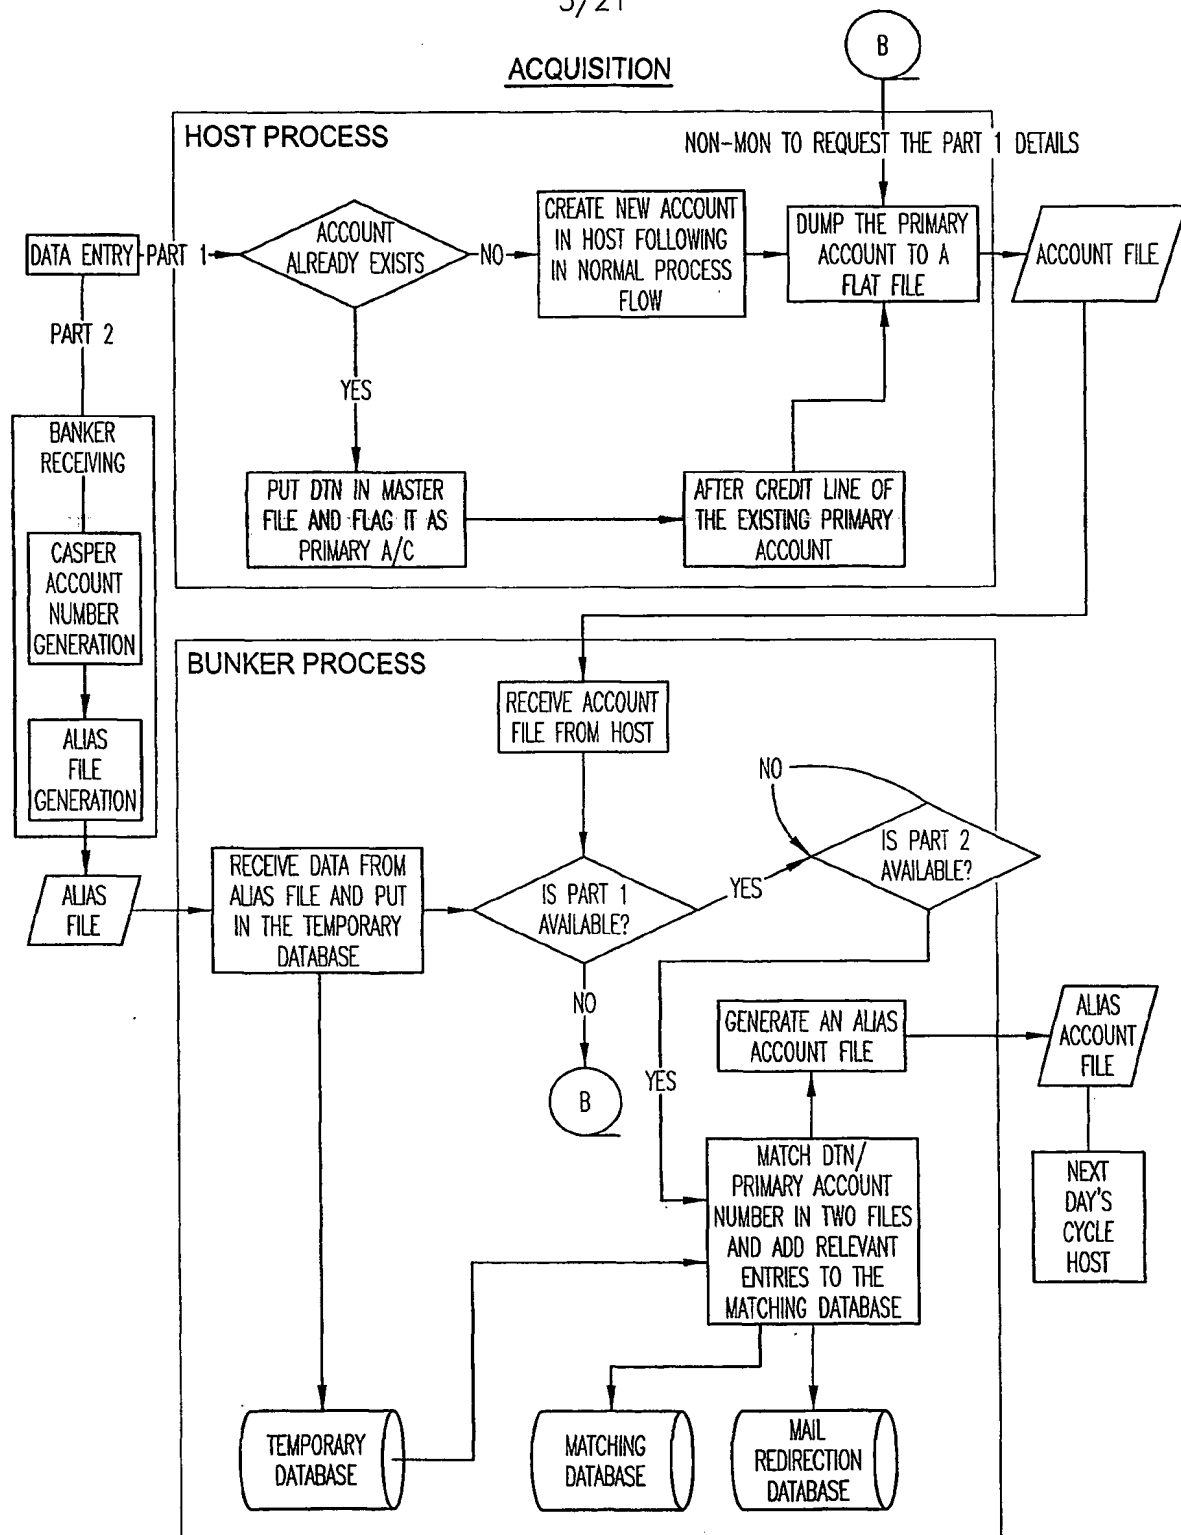 5/21
B
ACQUISITION
HOST PROCESS
NON-MON TO REQUEST THE PART 1 DETAILS
DATA ENTRY
PART 1
ACCOUNT
ALREADY EXISTS
NO
CREATE NEW ACCOUNT
IN HOST FOLLOWING
IN NORMAL PROCESS
FLOW
DUMP THE PRIMARY
ACCOUNT TO A
FLAT FILE
ACCOUNT FILE
PART 2
YES
BANKER
RECEIVING
PUT DTN IN MASTER
FILE AND FLAG IT AS
PRIMARY A/C
AFTER CREDIT LINE OF
THE EXISTING PRIMARY
ACCOUNT
CASPER
ACCOUNT
NUMBER
GENERATION
BUNKER PROCESS
RECEIVE ACCOUNT
FILE FROM HOST
ALIAS
FILE
GENERATION
NO
IS PART 2
AVAILABLE?
RECEIVE DATA FROM
ALIAS FILE AND PUT
IN THE TEMPORARY
DATABASE
IS PART 1
AVAILABLE?
YES
ALIAS
FILE
NO
B
YES
GENERATE AN ALIAS
ACCOUNT FILE
ALIAS
ACCOUNT
FILE
MATCH DTN/
PRIMARY ACCOUNT
NUMBER IN TWO FILES
AND ADD RELEVANT
ENTRIES TO THE
MATCHING DATABASE
NEXT
DAY'S
CYCLE
HOST
TEMPORARY
DATABASE
MATCHING
DATABASE
MAIL
REDIRECTION
DATABASE